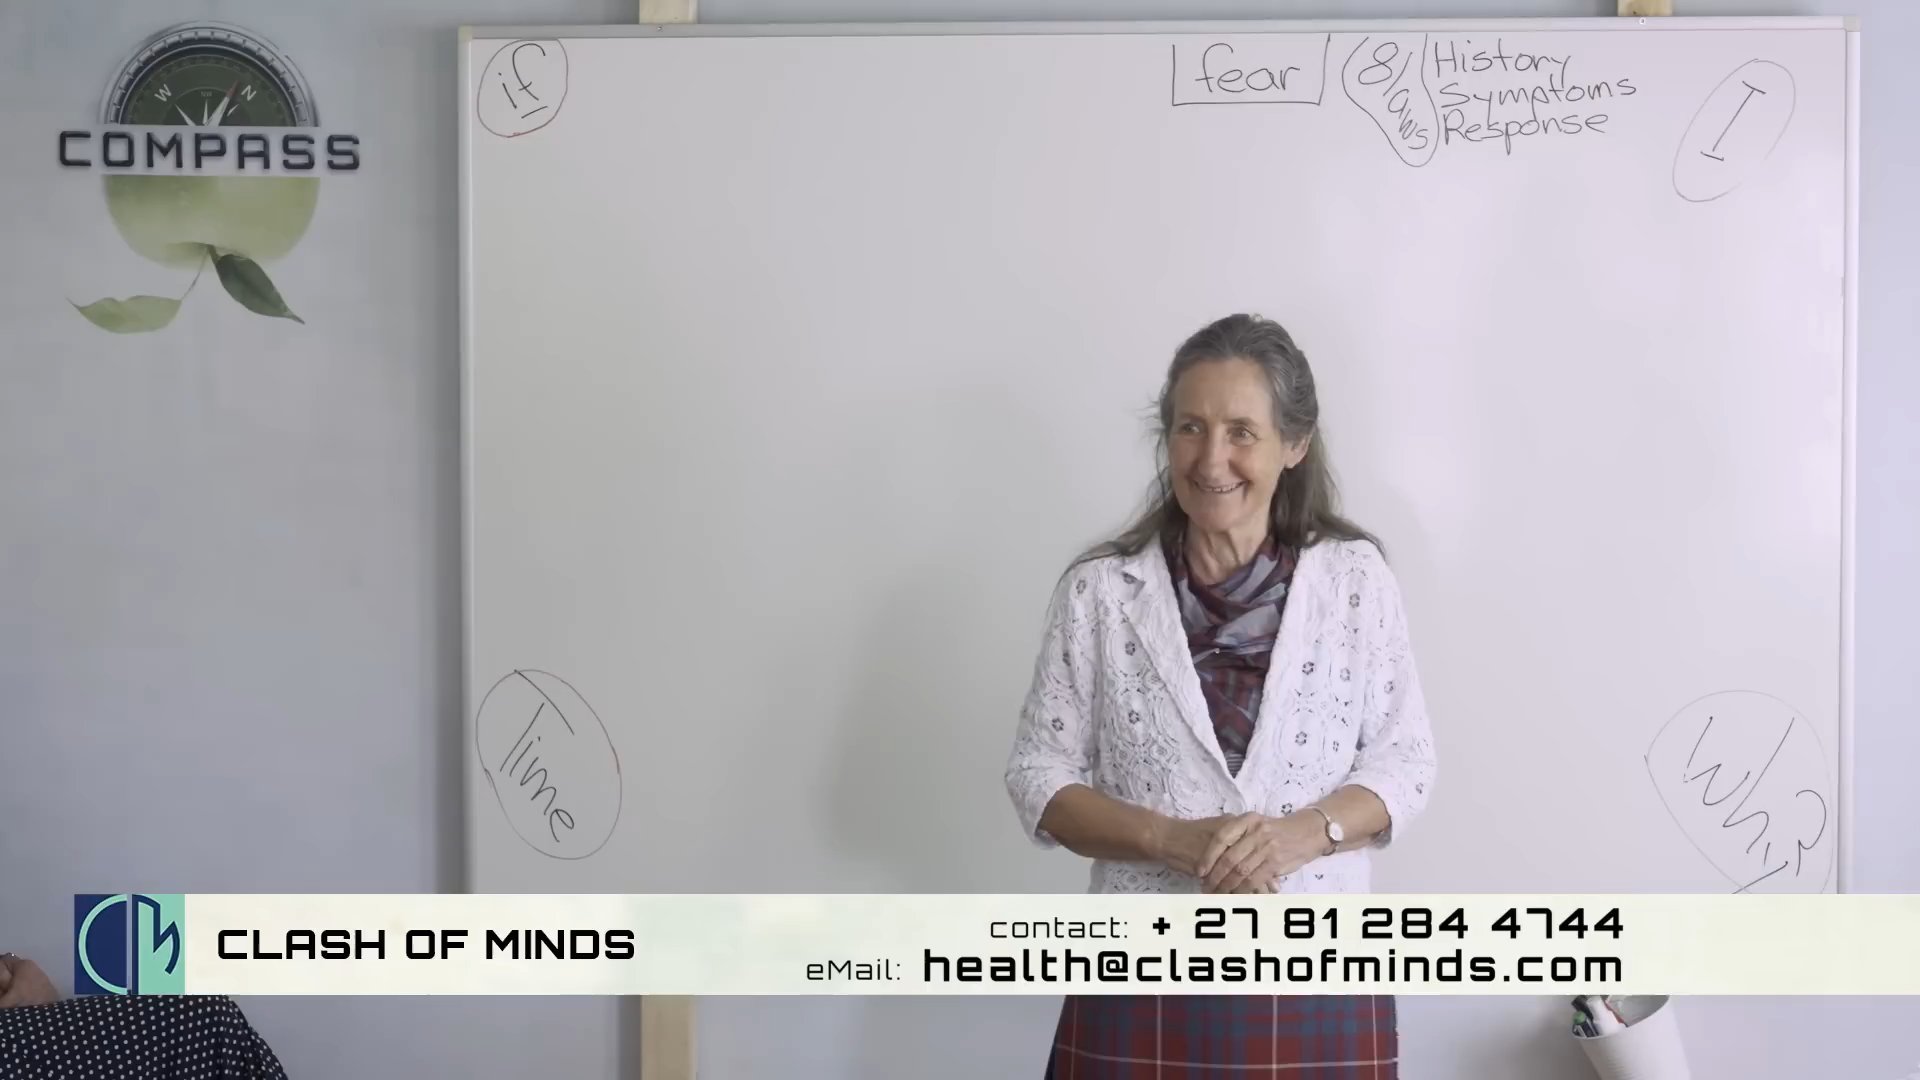 W N
COMPASS
if
fear
8 laws
History
Symptoms
Response
I
Time
Why?
CLASH OF MINDS
contact: + 27 81 284 4744
eMail: health@clashofminds.com